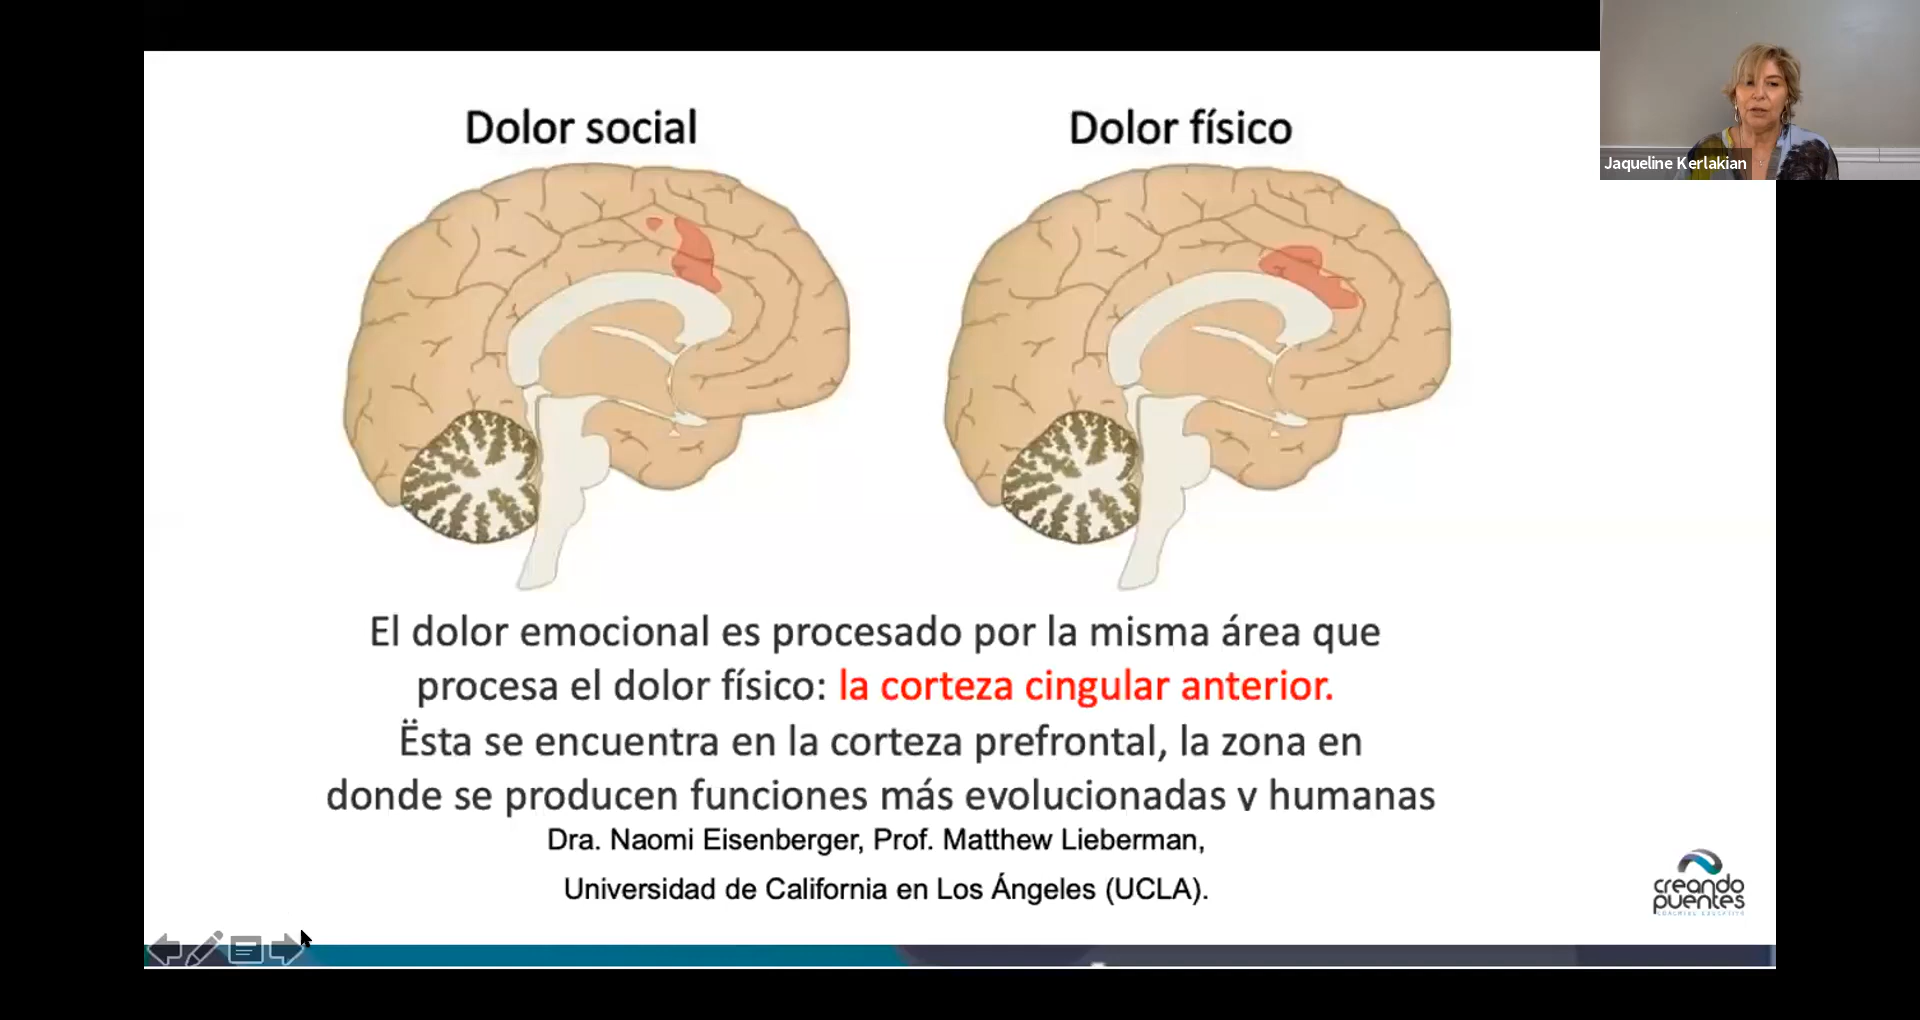 Dolor social
Dolor físico
Jaqueline Kerlakian
El dolor emocional es procesado por la misma área que
procesa el dolor físico: la corteza cingular anterior.
Ësta se encuentra en la corteza prefrontal, la zona en
donde se producen funciones más evolucionadas y humanas
Dra. Naomi Eisenberger, Prof. Matthew Lieberman,
Universidad de California en Los Ángeles (UCLA).
creando
puentes
COACHING EJECUTIVO